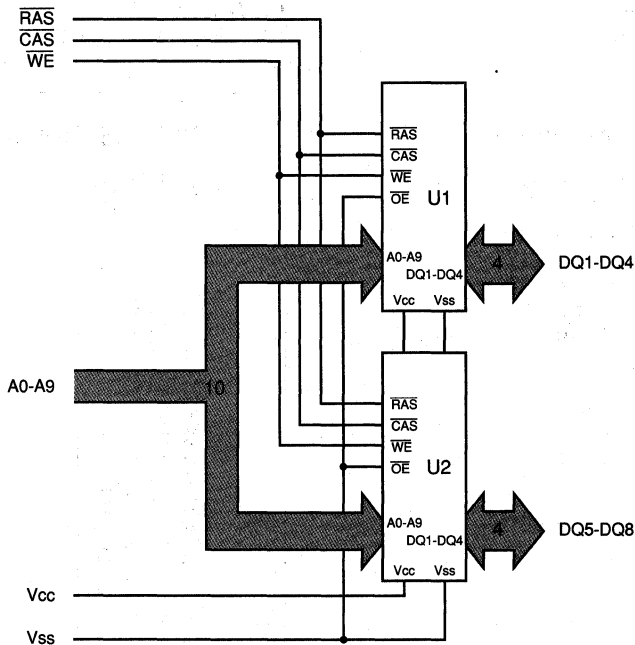 RAS
CAS
WE
RAS
CAS
WE
OE
U1
A0-A9
DQ1-DQ4
Vcc
Vss
4
DQ1-DQ4
A0-A9
10
RAS
CAS
WE
OE
U2
A0-A9
DQ1-DQ4
Vcc
Vss
4
DQ5-DQ8
Vcc
Vss